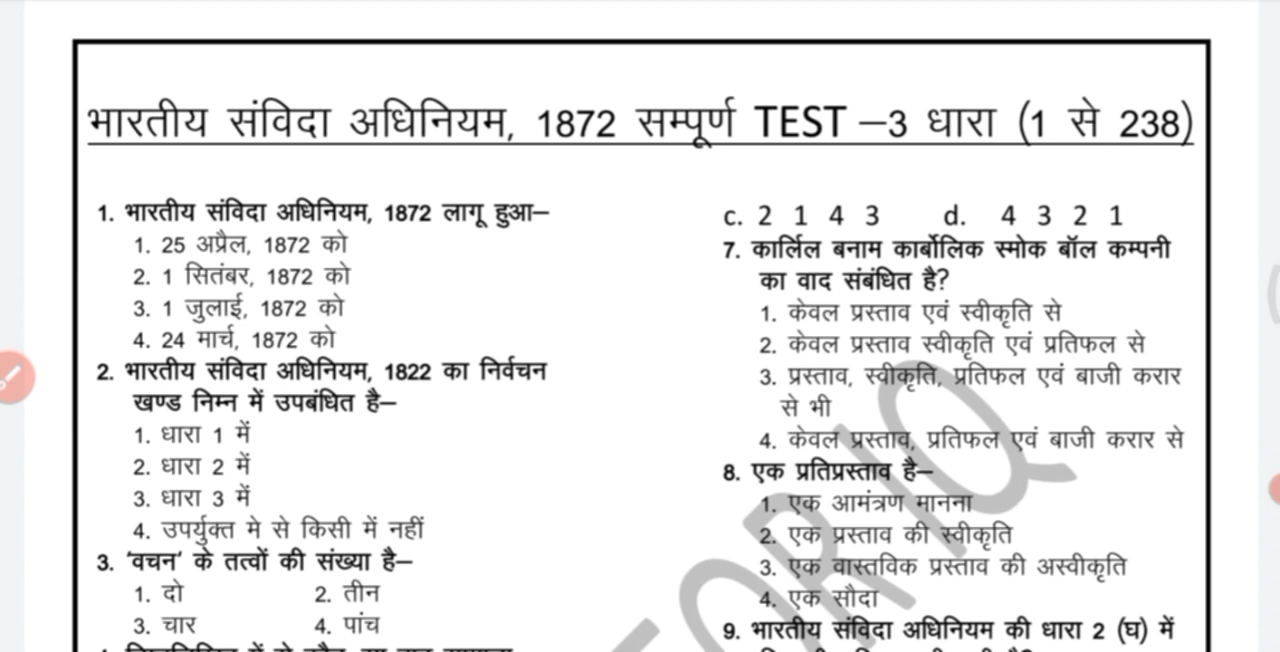 भारतीय संविदा अधिनियम, 1872 सम्पूर्ण TEST –3 धारा (1 से 238)
1. भारतीय संविदा अधिनियम, 1872 लागू हुआ–
1. 25 अप्रैल, 1872 को
2. 1 सितंबर, 1872 को
3. 1 जुलाई, 1872 को
4. 24 मार्च, 1872 को
2. भारतीय संविदा अधिनियम, 1822 का निर्वचन
खण्ड निम्न में उपबंधित है–
1. धारा 1 में
2. धारा 2 में
3. धारा 3 में
4. उपर्युक्त मे से किसी में नहीं
3. ‘वचन’ के तत्वों की संख्या है–
1. दो 2. तीन
3. चार 4. पांच
c. 2 1 4 3 d. 4 3 2 1
7. कार्लिल बनाम कार्बोलिक स्मोक बॉल कम्पनी
का वाद संबंधित है?
1. केवल प्रस्ताव एवं स्वीकृति से
2. केवल प्रस्ताव स्वीकृति एवं प्रतिफल से
3. प्रस्ताव, स्वीकृति, प्रतिफल एवं बाजी करार
से भी
4. केवल प्रस्ताव, प्रतिफल एवं बाजी करार से
8. एक प्रतिप्रस्ताव है–
1. एक आमंत्रण मानना
2. एक प्रस्ताव की स्वीकृति
3. एक वास्तविक प्रस्ताव की अस्वीकृति
4. एक सौदा
9. भारतीय संविदा अधिनियम की धारा 2 (घ) में
FOR IQ